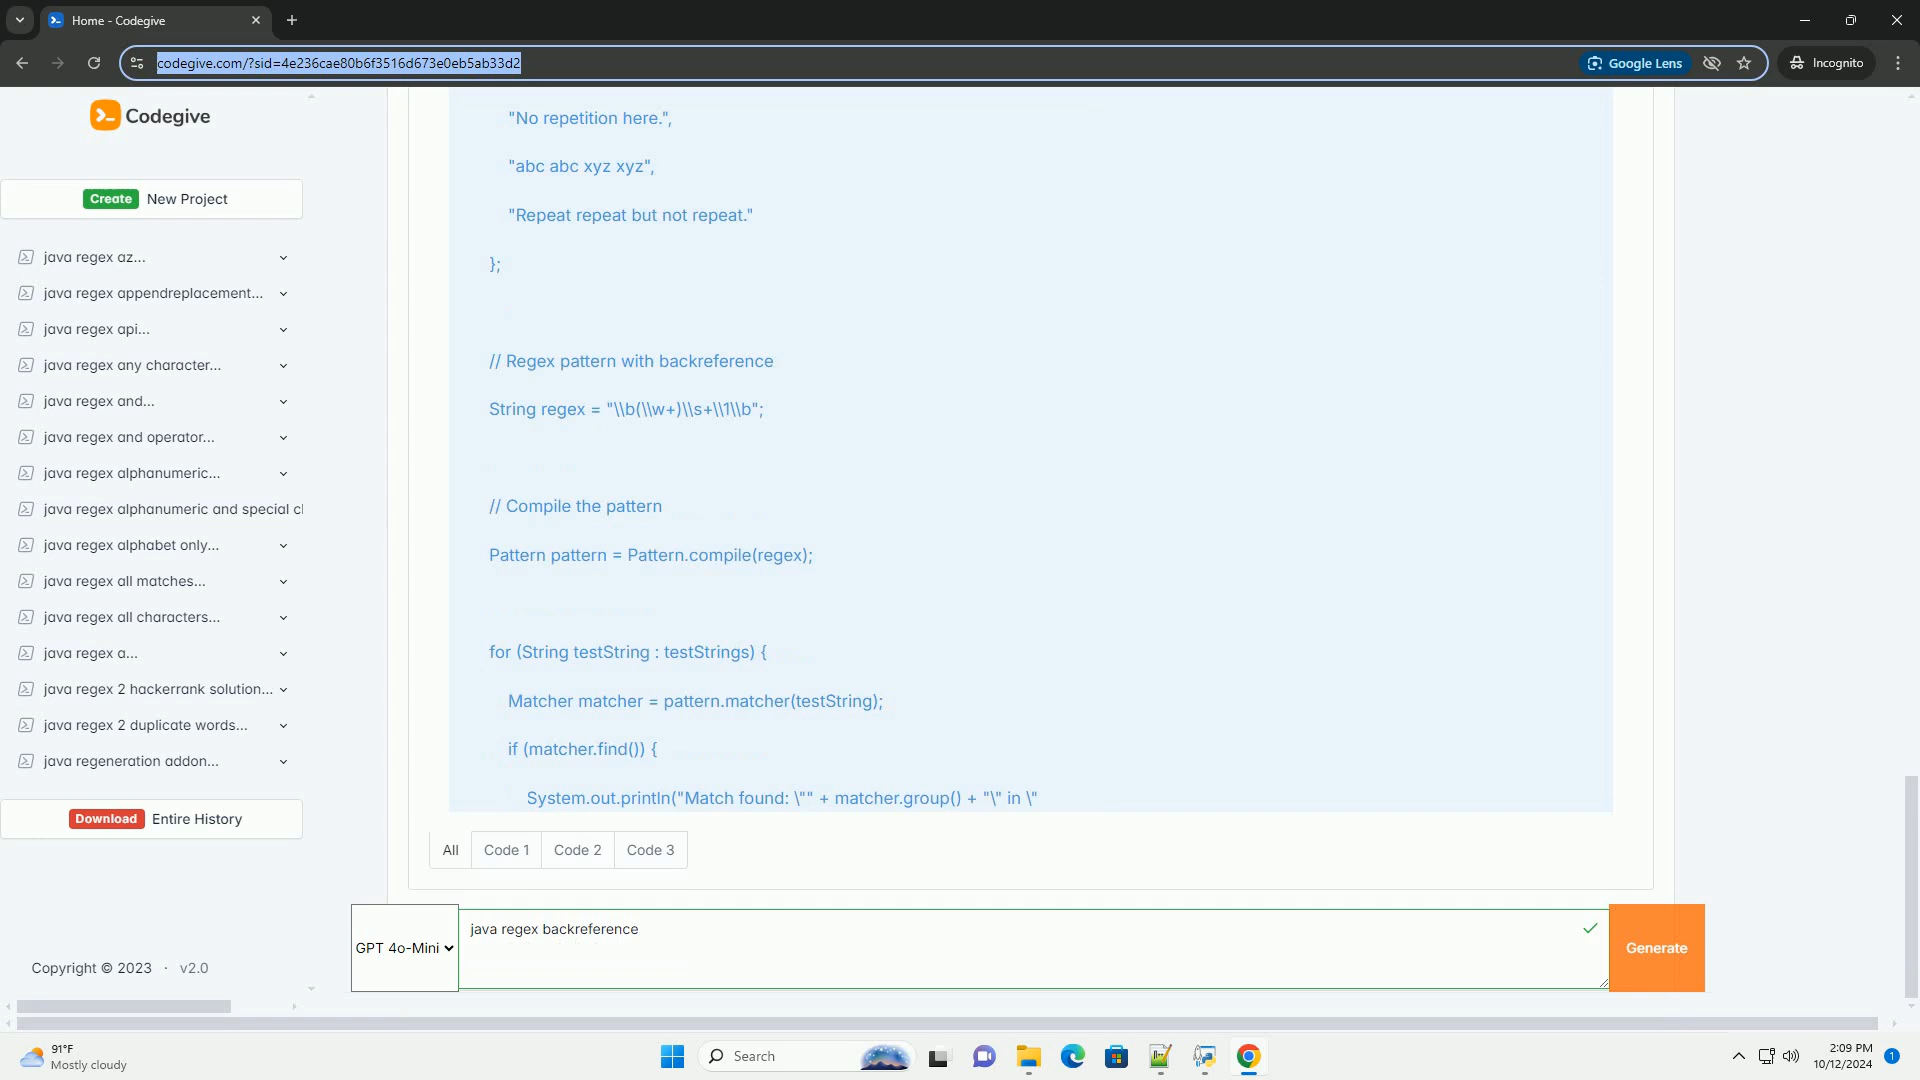 Home - Codegive
codegive.com/?sid=4e236cae80b6f3516d673e0eb5ab33d2
Google Lens
Incognito
Codegive
Create New Project
java regex az...
java regex appendreplacement...
java regex api...
java regex any character...
java regex and...
java regex and operator...
java regex alphanumeric...
java regex alphanumeric and special cl
java regex alphabet only...
java regex all matches...
java regex all characters...
java regex a...
java regex 2 hackerrank solution...
java regex 2 duplicate words...
java regeneration addon...
Download Entire History
Copyright © 2023 · v2.0
"No repetition here.",
"abc abc xyz xyz",
"Repeat repeat but not repeat."
};
// Regex pattern with backreference
String regex = "\\b(\\w+)\\s+\\1\\b";
// Compile the pattern
Pattern pattern = Pattern.compile(regex);
for (String testString : testStrings) {
Matcher matcher = pattern.matcher(testString);
if (matcher.find()) {
System.out.println("Match found: \"" + matcher.group() + "\" in \"
All Code 1 Code 2 Code 3
GPT 4o-Mini
java regex backreference
Generate
91°F
Mostly cloudy
Search
2:09 PM
10/12/2024
1